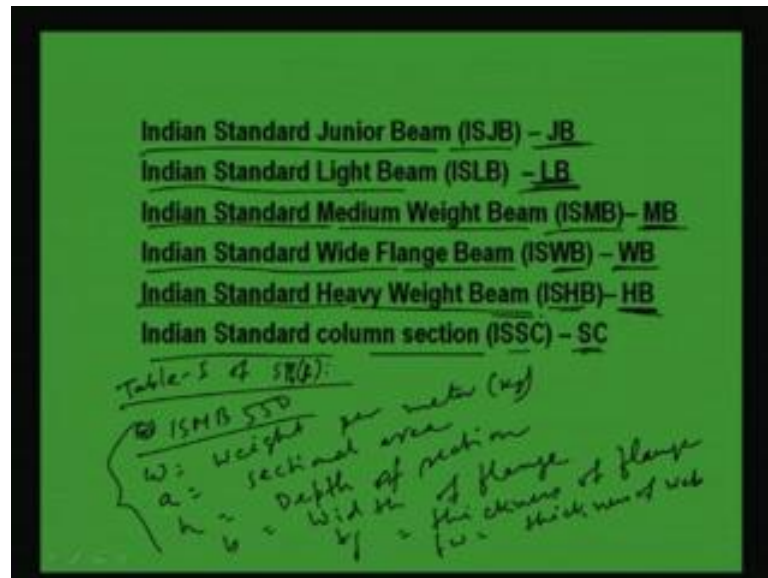 Indian Standard Junior Beam (ISJB) – JB
Indian Standard Light Beam (ISLB) – LB
Indian Standard Medium Weight Beam (ISMB)– MB
Indian Standard Wide Flange Beam (ISWB) – WB
Indian Standard Heavy Weight Beam (ISHB)– HB
Indian Standard column section (ISSC) – SC
Table-I of
ISMB 550
w: weight per meter (kg)
a = sectional area
h = Depth of section
b = width of flange
tf = thickness of flange
tw = thickness of web